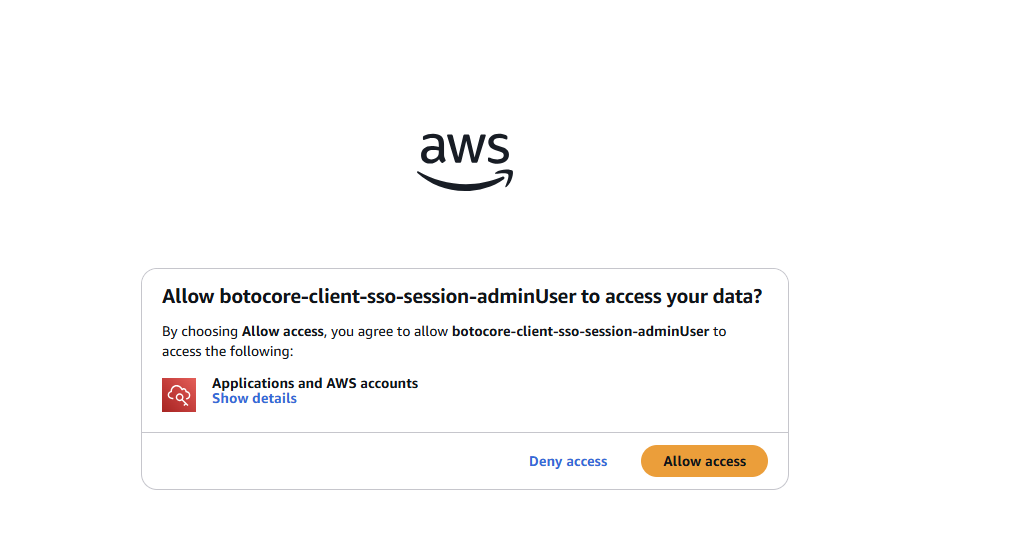 aws
Allow botocore-client-sso-session-adminUser to access your data?
By choosing Allow access, you agree to allow botocore-client-sso-session-adminUser to
access the following:
Applications and AWS accounts
Show details
Deny access
Allow access